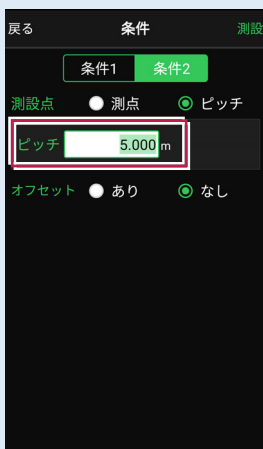 戻る 条件 測設
条件1 条件2
測設点 測点 ピッチ
ピッチ 5.000 m
オフセット あり なし